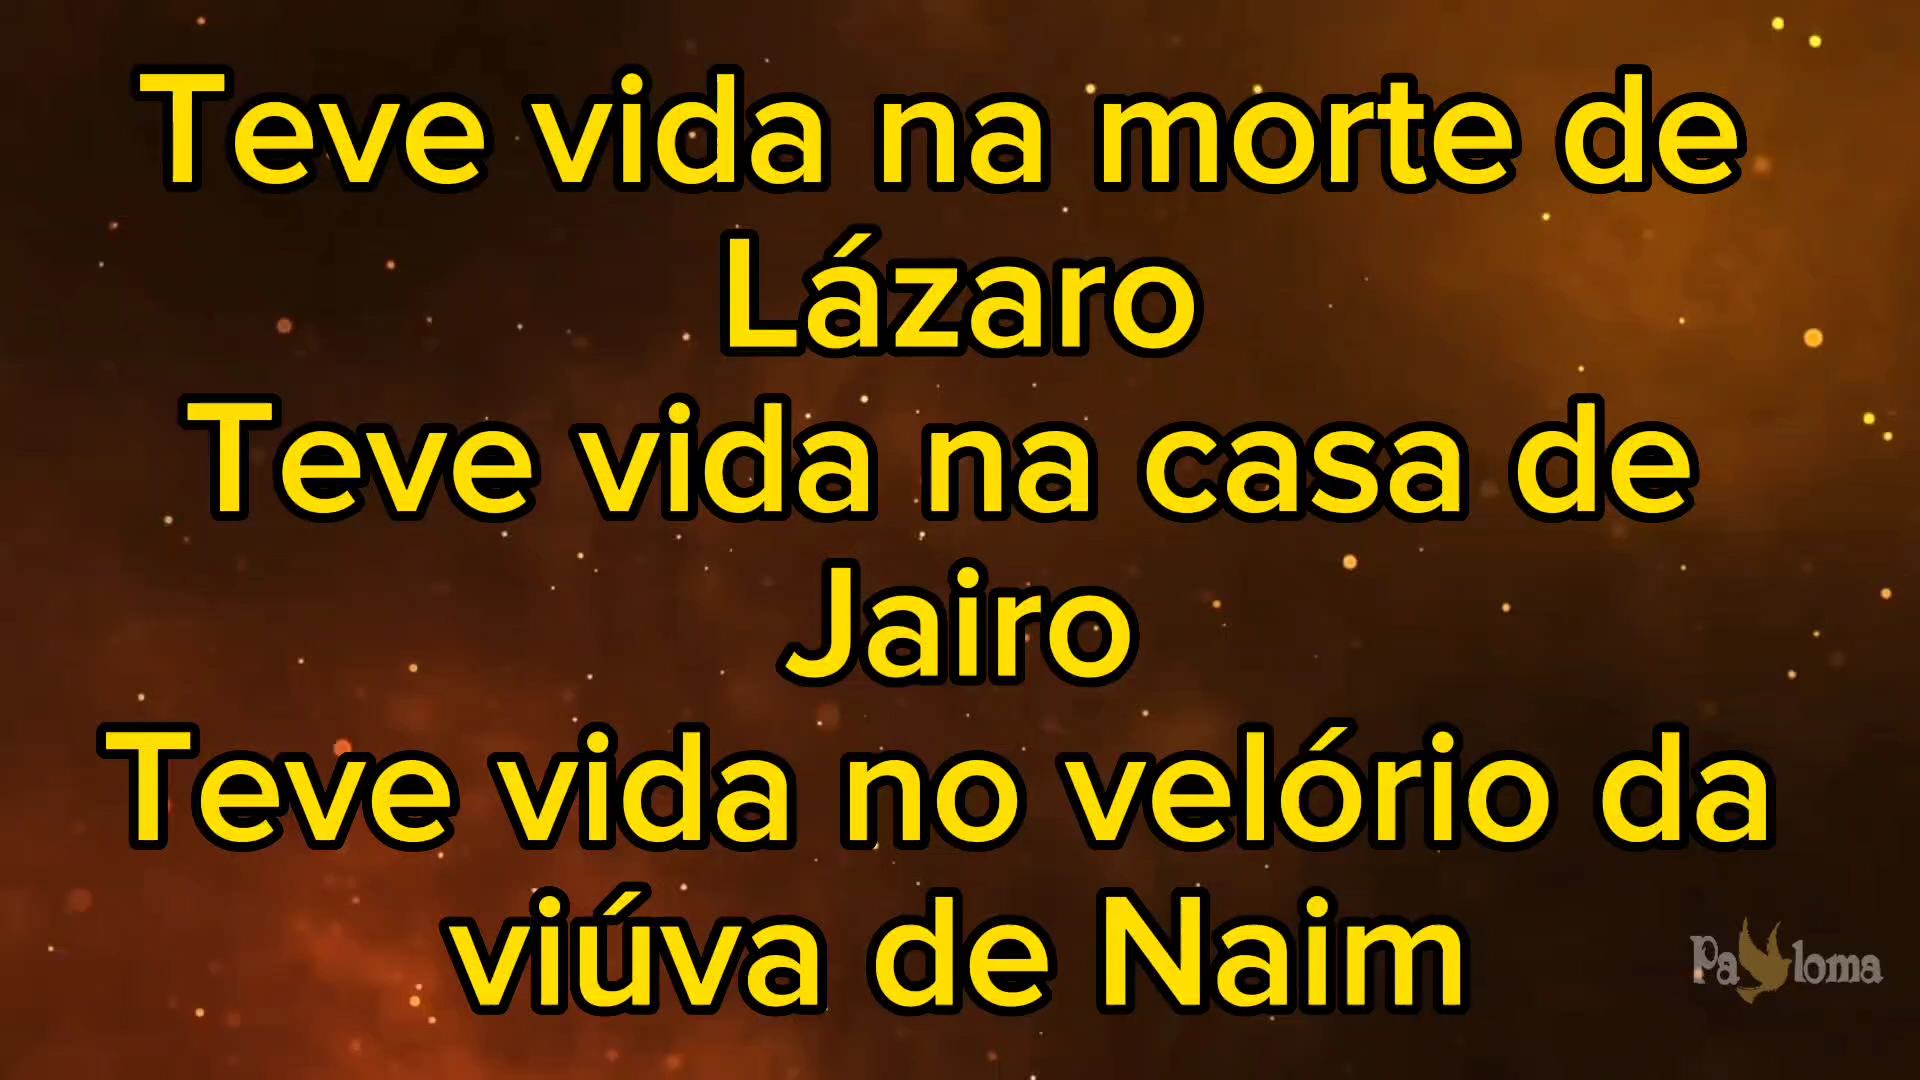 Teve vida na morte de
Lázaro
Teve vida na casa de
Jairo
Teve vida no velório da
viúva de Naim
Paloma